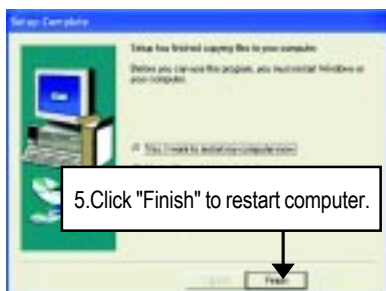 Setup Complete
Setup has finished copying files to your computer.
Before you can use the program, you must restart Windows or
your computer.
Yes, I want to restart my computer now.
5.Click "Finish" to restart computer.
Finish